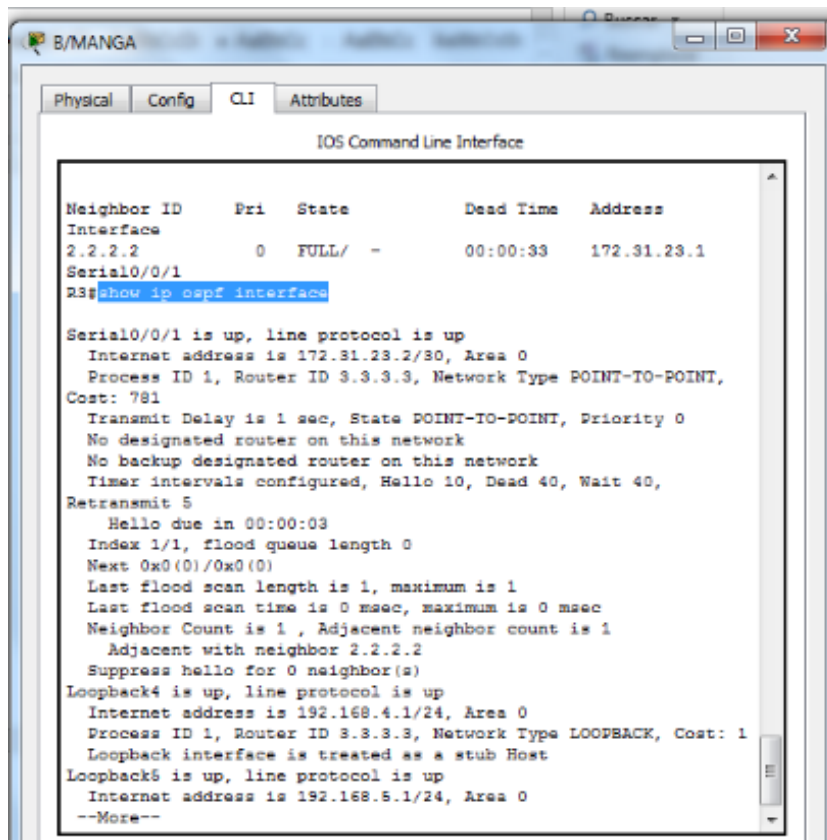 Buscar
B/MANGA
Physical Config CLI Attributes
IOS Command Line Interface
Neighbor ID Pri State Dead Time Address
Interface
2.2.2.2 0 FULL/ - 00:00:33 172.31.23.1
Serial0/0/1
R3#show ip ospf interface
Serial0/0/1 is up, line protocol is up
Internet address is 172.31.23.2/30, Area 0
Process ID 1, Router ID 3.3.3.3, Network Type POINT-TO-POINT,
Cost: 781
Transmit Delay is 1 sec, State POINT-TO-POINT, Priority 0
No designated router on this network
No backup designated router on this network
Timer intervals configured, Hello 10, Dead 40, Wait 40,
Retransmit 5
Hello due in 00:00:03
Index 1/1, flood queue length 0
Next 0x0(0)/0x0(0)
Last flood scan length is 1, maximum is 1
Last flood scan time is 0 msec, maximum is 0 msec
Neighbor Count is 1 , Adjacent neighbor count is 1
Adjacent with neighbor 2.2.2.2
Suppress hello for 0 neighbor(s)
Loopback4 is up, line protocol is up
Internet address is 192.168.4.1/24, Area 0
Process ID 1, Router ID 3.3.3.3, Network Type LOOPBACK, Cost: 1
Loopback interface is treated as a stub Host
Loopback5 is up, line protocol is up
Internet address is 192.168.5.1/24, Area 0
--More--